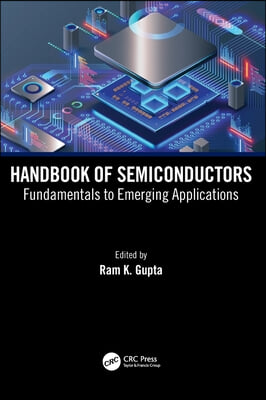 HANDBOOK OF SEMICONDUCTORS
Fundamentals to Emerging Applications
Edited by
Ram K. Gupta
CRC Press
Taylor & Francis Group